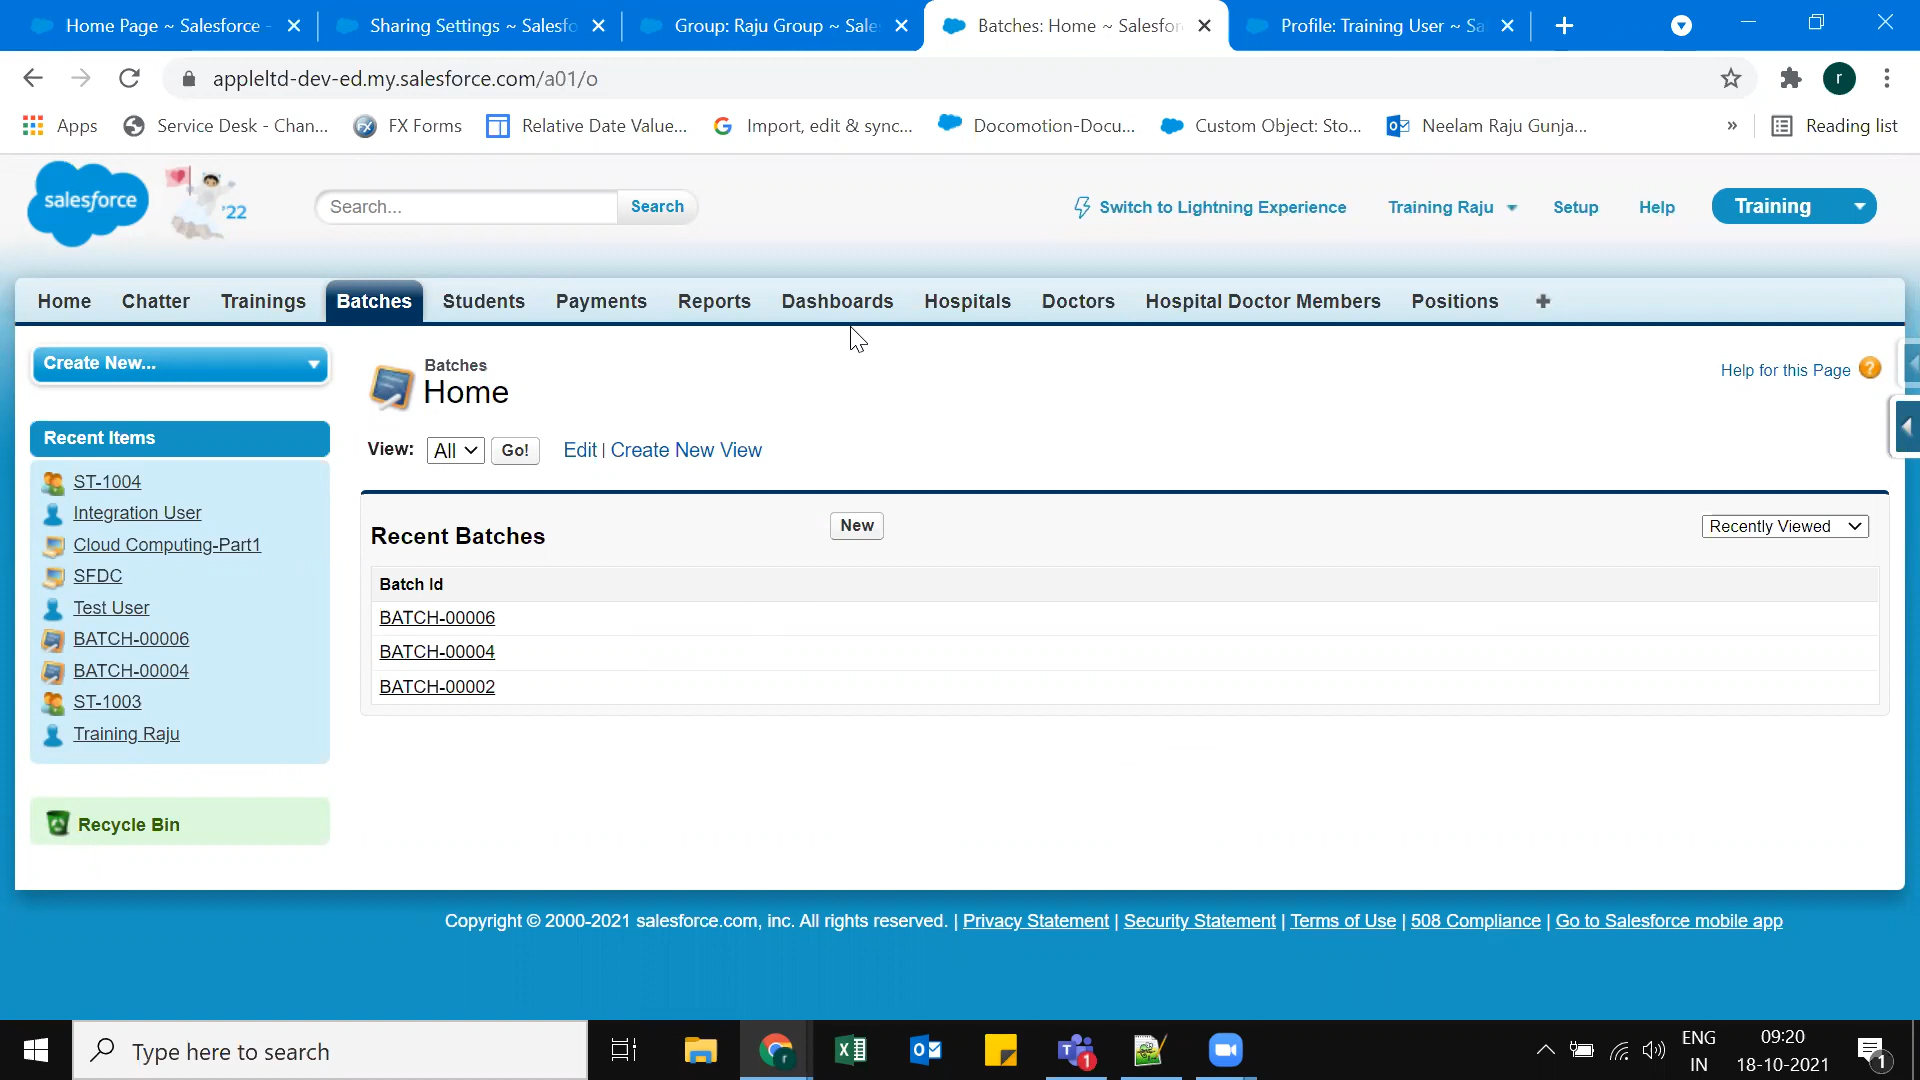 Home Page ~ Salesforce -
Sharing Settings ~ Salesfo
Group: Raju Group ~ Sale
Batches: Home ~ Salesfor
Profile: Training User ~ Sa
appleltd-dev-ed.my.salesforce.com/a01/o
r
Apps
Service Desk - Chan...
FX Forms
Relative Date Value...
Import, edit & sync...
Docomotion-Docu...
Custom Object: Sto...
Neelam Raju Gunja...
»
Reading list
salesforce
'22
Search...
Search
Switch to Lightning Experience
Training Raju
Setup
Help
Training
Home
Chatter
Trainings
Batches
Students
Payments
Reports
Dashboards
Hospitals
Doctors
Hospital Doctor Members
Positions
Create New...
Batches
Home
Help for this Page
View: All Go! Edit | Create New View
Recent Items
ST-1004
Integration User
Cloud Computing-Part1
SFDC
Test User
BATCH-00006
BATCH-00004
ST-1003
Training Raju
Recycle Bin
Recent Batches
New
Recently Viewed
Batch Id
BATCH-00006
BATCH-00004
BATCH-00002
Copyright © 2000-2021 salesforce.com, inc. All rights reserved. | Privacy Statement | Security Statement | Terms of Use | 508 Compliance | Go to Salesforce mobile app
Type here to search
1
ENG
IN
09:20
18-10-2021
1